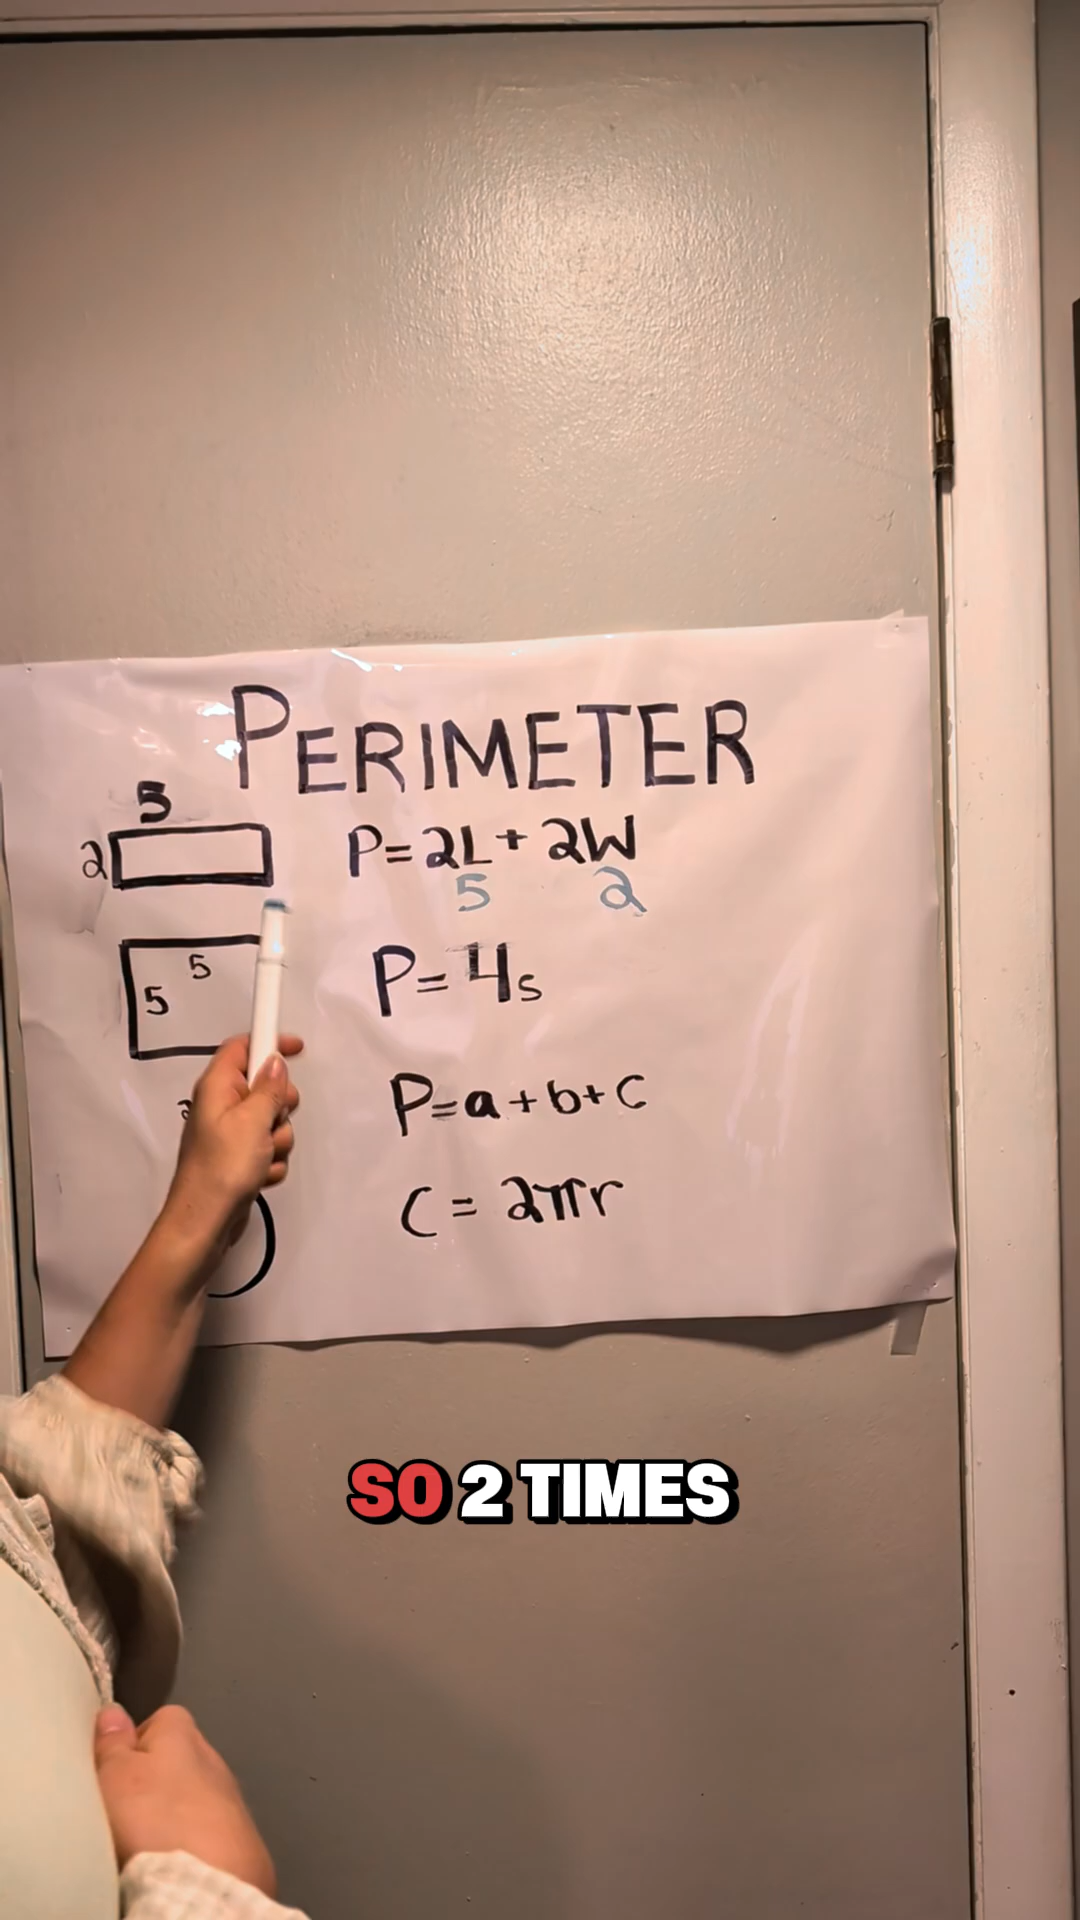 PERIMETER
5
2
P=2L+2W
5 2
5
5
P=4s
P=a+b+c
C=2πr
SO 2 TIMES